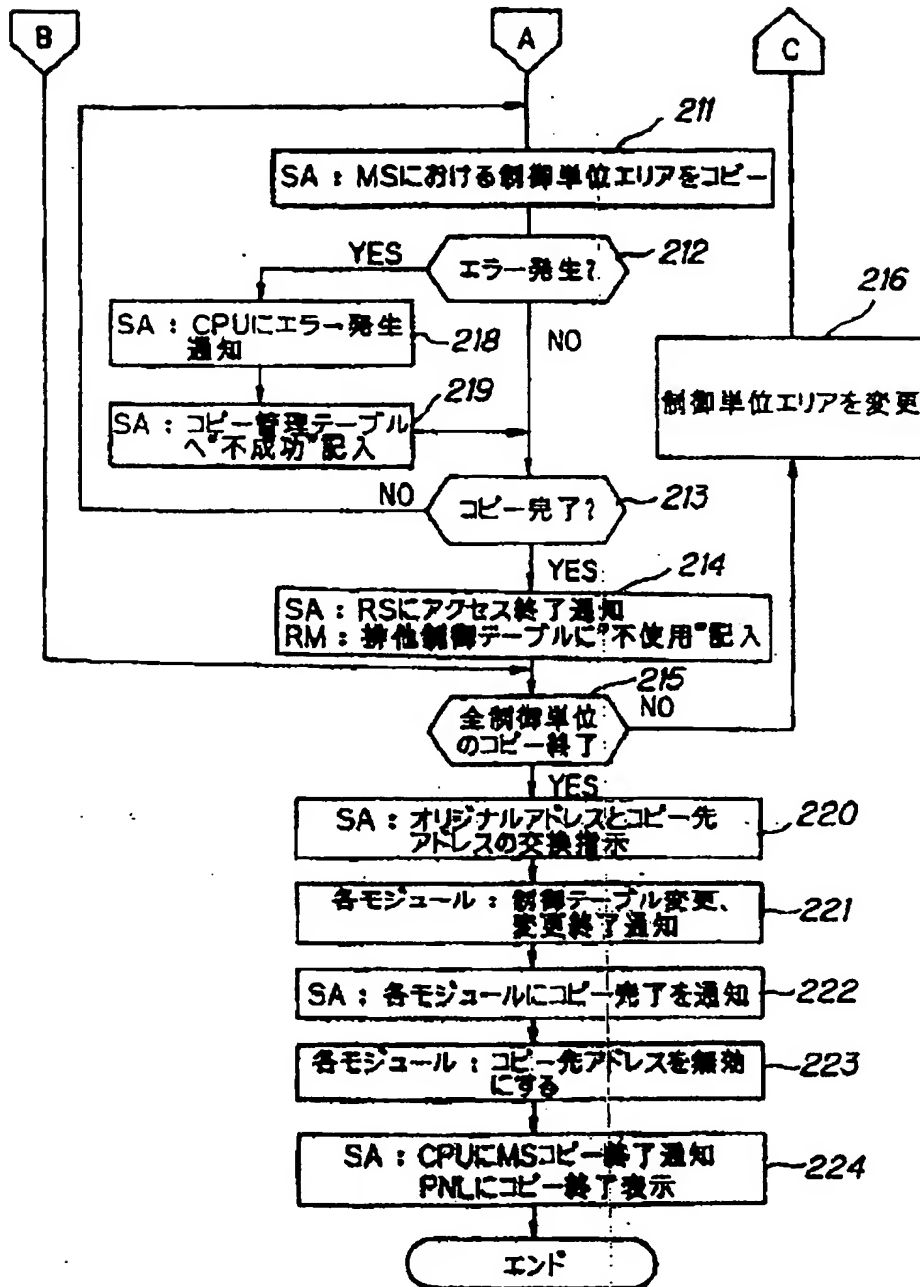 B
A
C
211
SA : MSにおける制御単位エリアをコピー
YES
エラー発生?
212
216
SA : CPUにエラー発生
通知
218
NO
制御単位エリアを変更
219
SA : コピー管理テーブル
へ"不成功"記入
NO
コピー完了?
213
YES
214
SA : RSにアクセス終了通知
RM : 排他制御テーブルに"不使用"記入
215
全制御単位
のコピー終了
NO
YES
SA : オリジナルアドレスとコピー先
アドレスの交換指示
220
各モジュール : 制御テーブル変更、
変更終了通知
221
SA : 各モジュールにコピー完了を通知
222
各モジュール : コピー先アドレスを無効
にする
223
SA : CPUにMSコピー終了通知
PNLにコピー終了表示
224
エンド